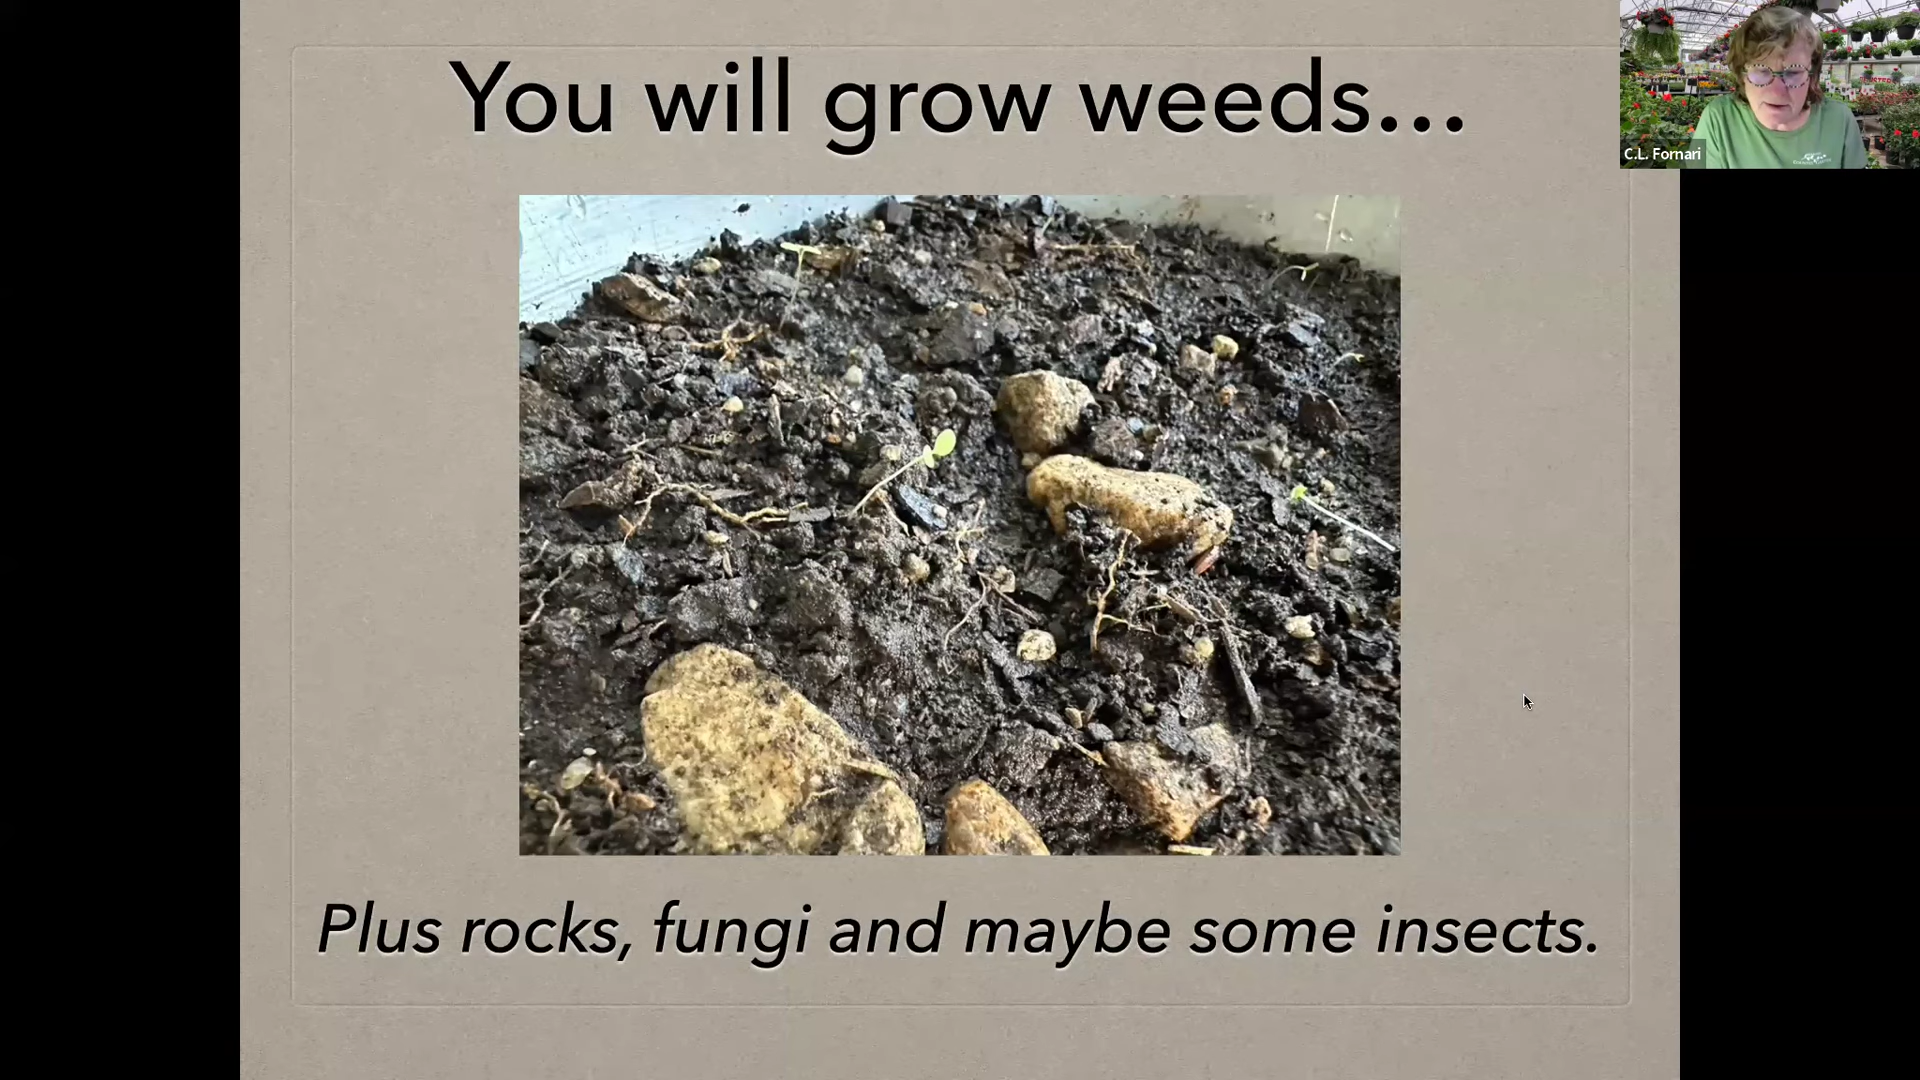 You will grow weeds...
C.L. Fornari
Plus rocks, fungi and maybe some insects.